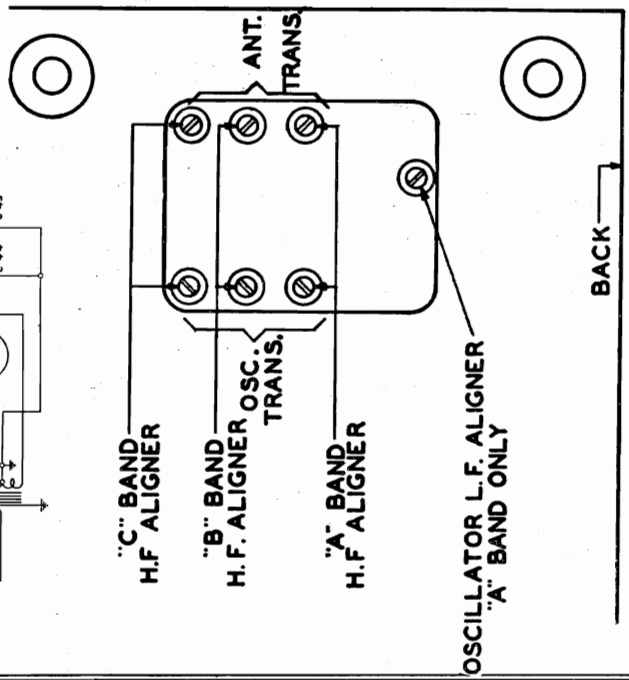 ANT.
TRANS.
"C" BAND
H.F ALIGNER
"B" BAND
H.F. ALIGNER
OSC.
TRANS.
"A" BAND
H.F ALIGNER
OSCILLATOR L.F. ALIGNER
"A" BAND ONLY
BACK